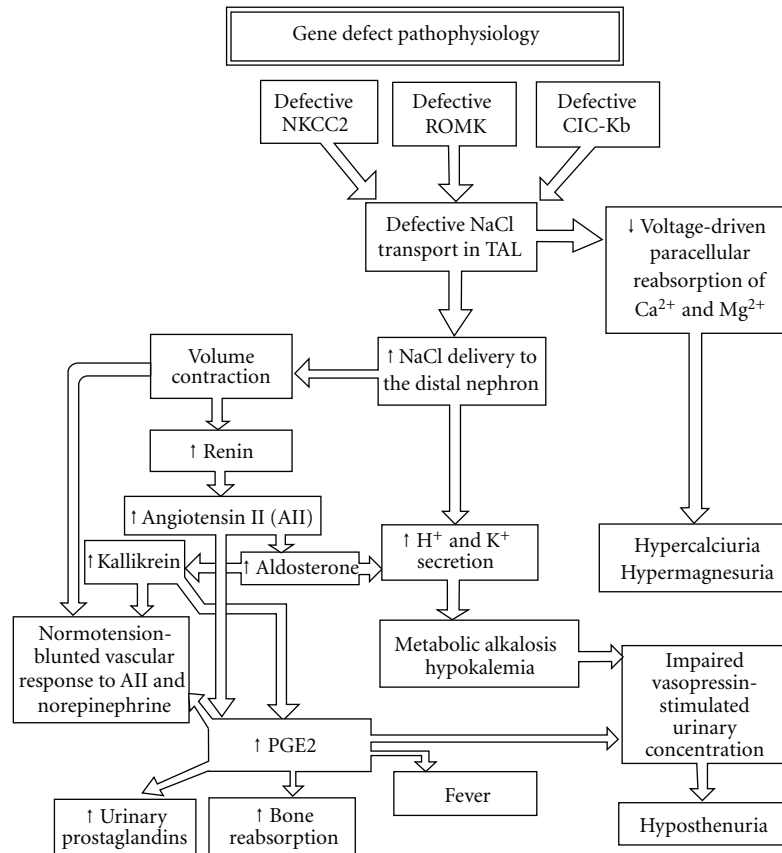 Gene defect pathophysiology
Defective
NKCC2
Defective
ROMK
Defective
CIC-Kb
Defective NaCl
transport in TAL
↓ Voltage-driven
paracellular
reabsorption of
Ca²⁺ and Mg²⁺
Volume
contraction
↑ NaCl delivery to
the distal nephron
↑ Renin
↑ Angiotensin II (AII)
↑ Kallikrein
↑ Aldosterone
↑ H⁺ and K⁺
secretion
Hypercalciuria
Hypermagnesuria
Normotension-
blunted vascular
response to AII and
norepinephrine
Metabolic alkalosis
hypokalemia
Impaired
vasopressin-
stimulated
urinary
concentration
↑ PGE2
Fever
↑ Urinary
prostaglandins
↑ Bone
reabsorption
Hyposthenuria